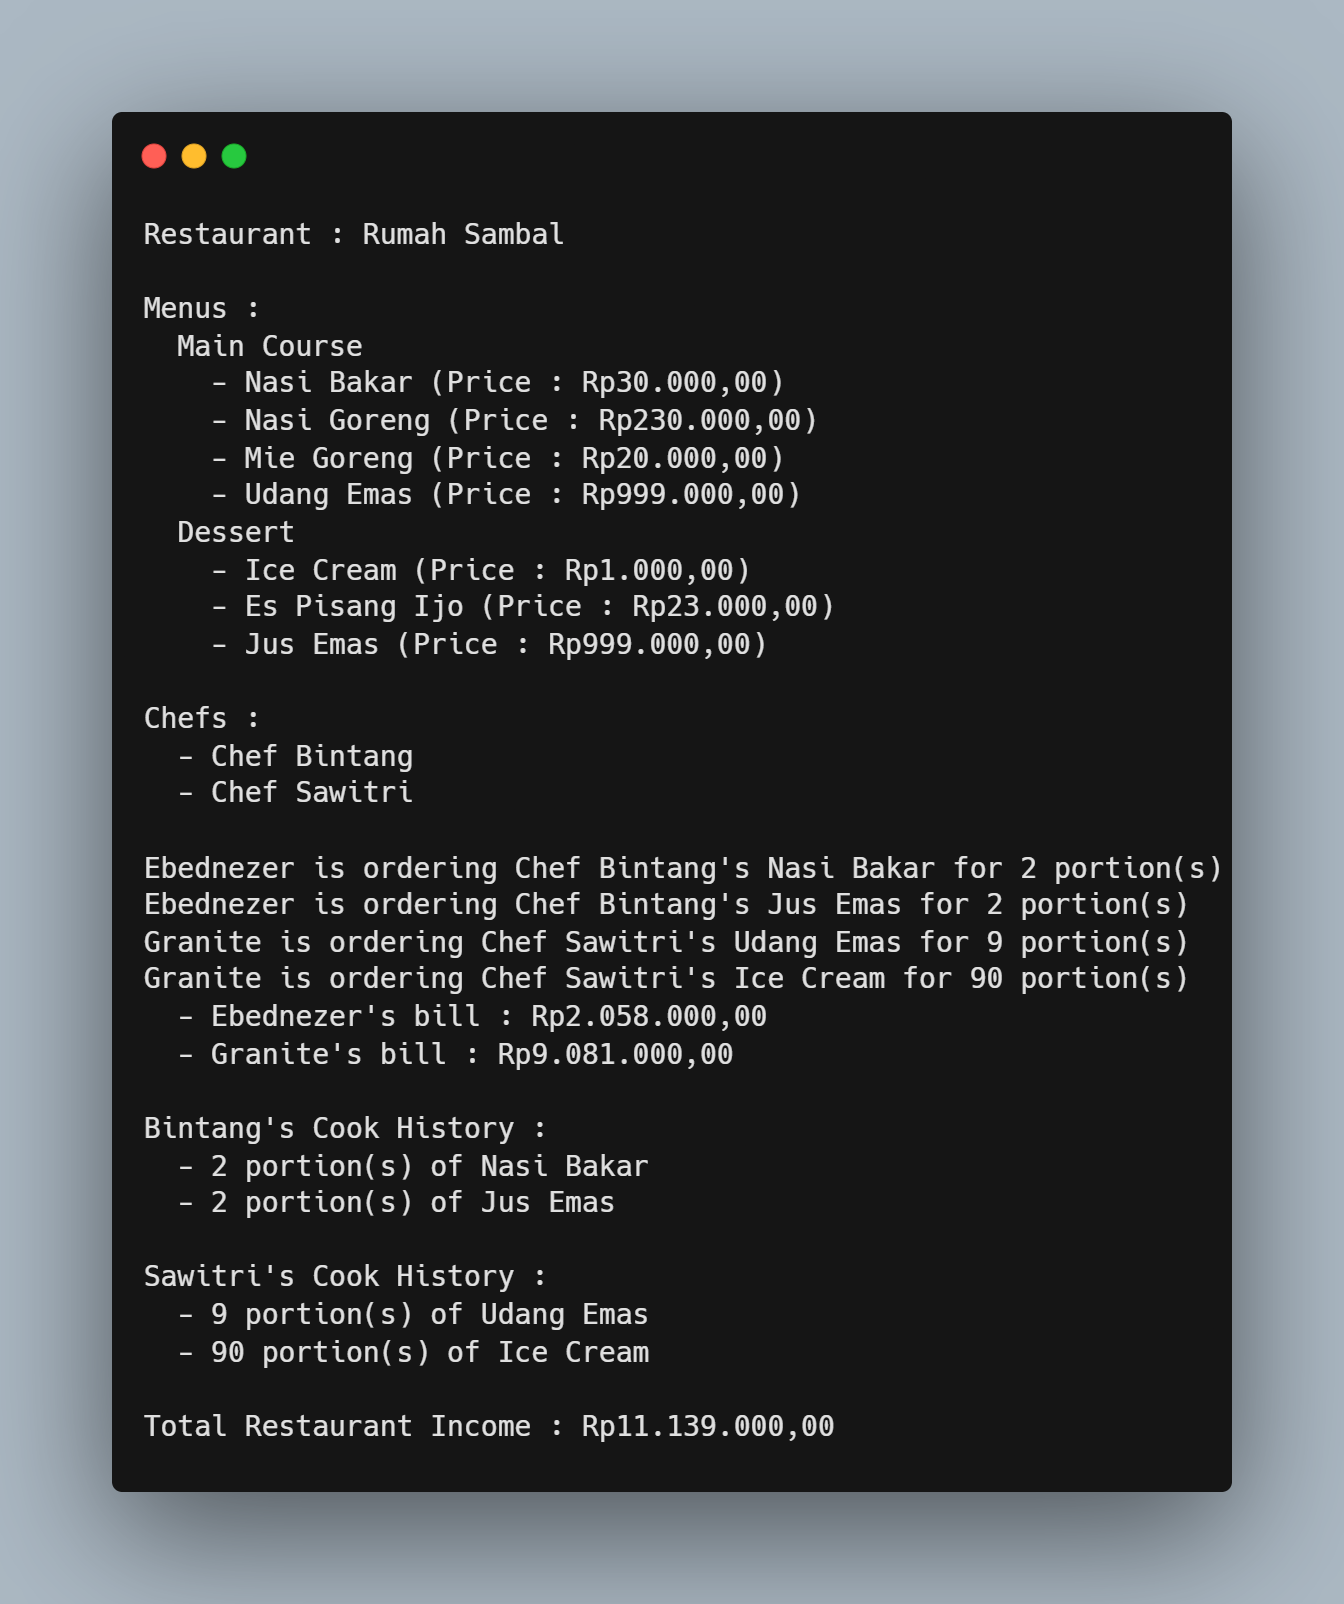 Restaurant : Rumah Sambal
Menus :
Main Course
- Nasi Bakar (Price : Rp30.000,00)
- Nasi Goreng (Price : Rp230.000,00)
- Mie Goreng (Price : Rp20.000,00)
- Udang Emas (Price : Rp999.000,00)
Dessert
- Ice Cream (Price : Rp1.000,00)
- Es Pisang Ijo (Price : Rp23.000,00)
- Jus Emas (Price : Rp999.000,00)
Chefs :
- Chef Bintang
- Chef Sawitri
Ebednezer is ordering Chef Bintang's Nasi Bakar for 2 portion(s)
Ebednezer is ordering Chef Bintang's Jus Emas for 2 portion(s)
Granite is ordering Chef Sawitri's Udang Emas for 9 portion(s)
Granite is ordering Chef Sawitri's Ice Cream for 90 portion(s)
- Ebednezer's bill : Rp2.058.000,00
- Granite's bill : Rp9.081.000,00
Bintang's Cook History :
- 2 portion(s) of Nasi Bakar
- 2 portion(s) of Jus Emas
Sawitri's Cook History :
- 9 portion(s) of Udang Emas
- 90 portion(s) of Ice Cream
Total Restaurant Income : Rp11.139.000,00